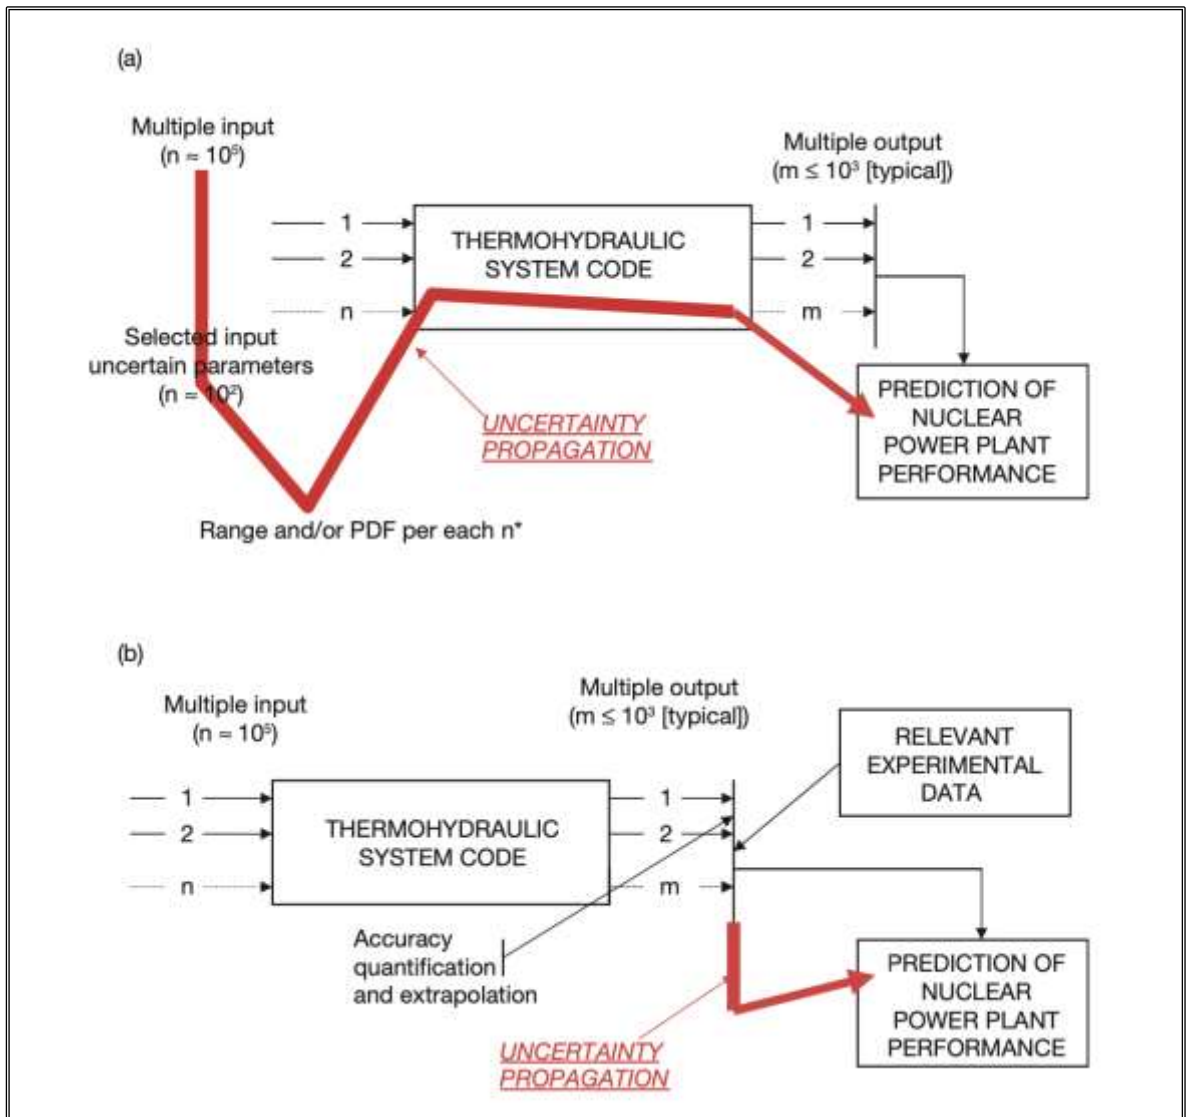 (a)
Multiple input
(n ≈ 10⁵)
Multiple output
(m ≤ 10³ [typical])
1
2
n
THERMOHYDRAULIC
SYSTEM CODE
1
2
m
Selected input
uncertain parameters
(n ≈ 10²)
UNCERTAINTY
PROPAGATION
PREDICTION OF
NUCLEAR
POWER PLANT
PERFORMANCE
Range and/or PDF per each n*
(b)
Multiple input
(n ≈ 10⁵)
Multiple output
(m ≤ 10³ [typical])
RELEVANT
EXPERIMENTAL
DATA
1
2
n
THERMOHYDRAULIC
SYSTEM CODE
1
2
m
Accuracy
quantification
and extrapolation
UNCERTAINTY
PROPAGATION
PREDICTION OF
NUCLEAR
POWER PLANT
PERFORMANCE